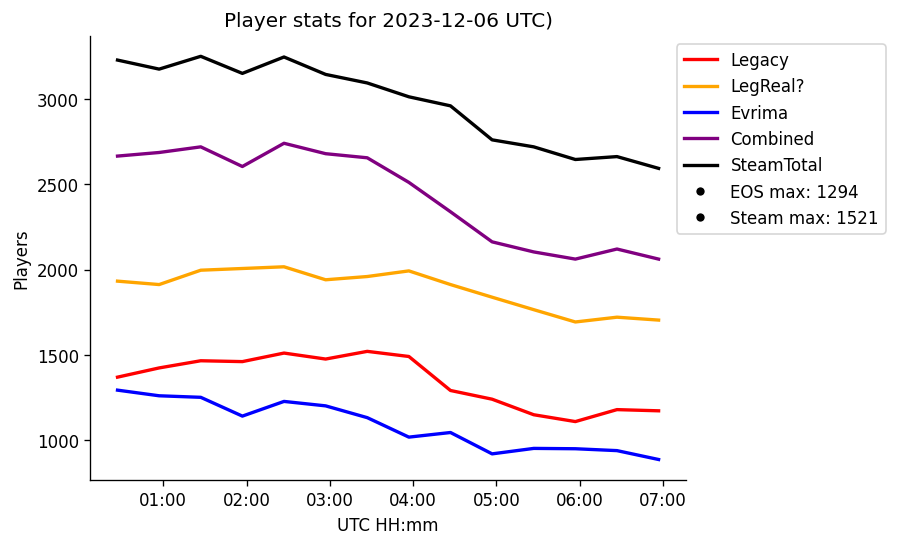 Player stats for 2023-12-06 UTC)
Legacy
LegReal?
Evrima
Combined
SteamTotal
EOS max: 1294
Steam max: 1521
Players
3000
2500
2000
1500
1000
01:00 02:00 03:00 04:00 05:00 06:00 07:00
UTC HH:mm